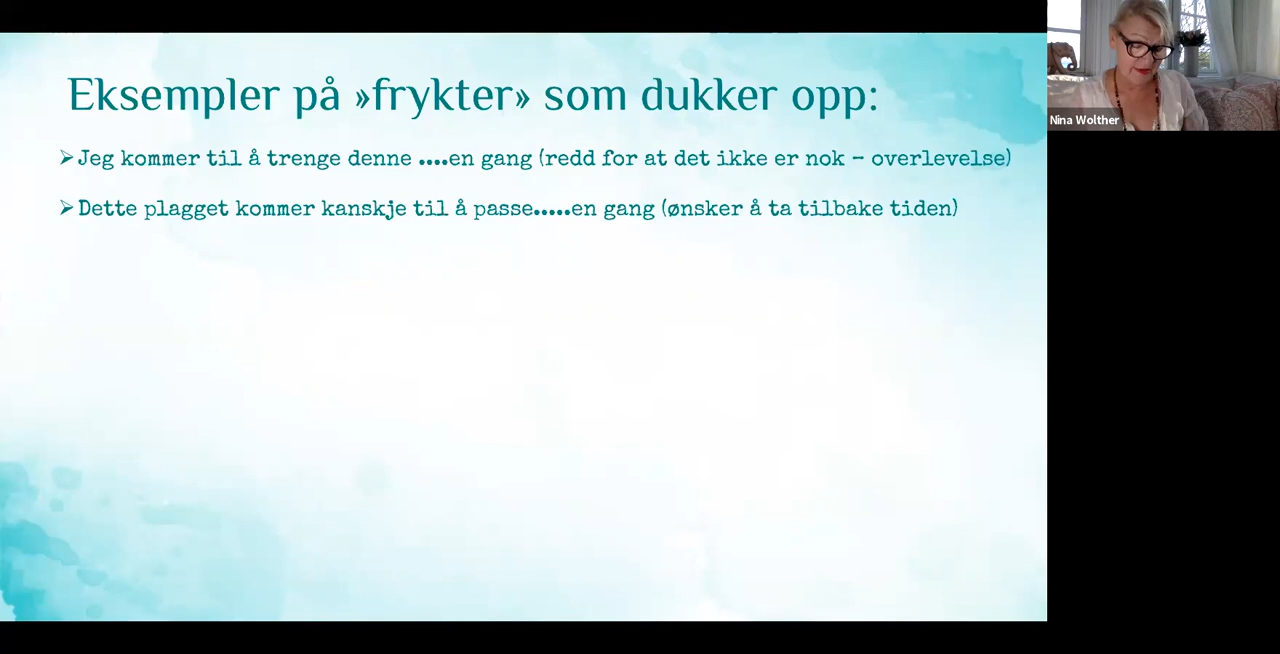 Eksempler på »frykter» som dukker opp:
➢Jeg kommer til å trenge denne ....en gang (redd for at det ikke er nok – overlevelse)
➢Dette plagget kommer kanskje til å passe.....en gang (ønsker å ta tilbake tiden)
Nina Wolther